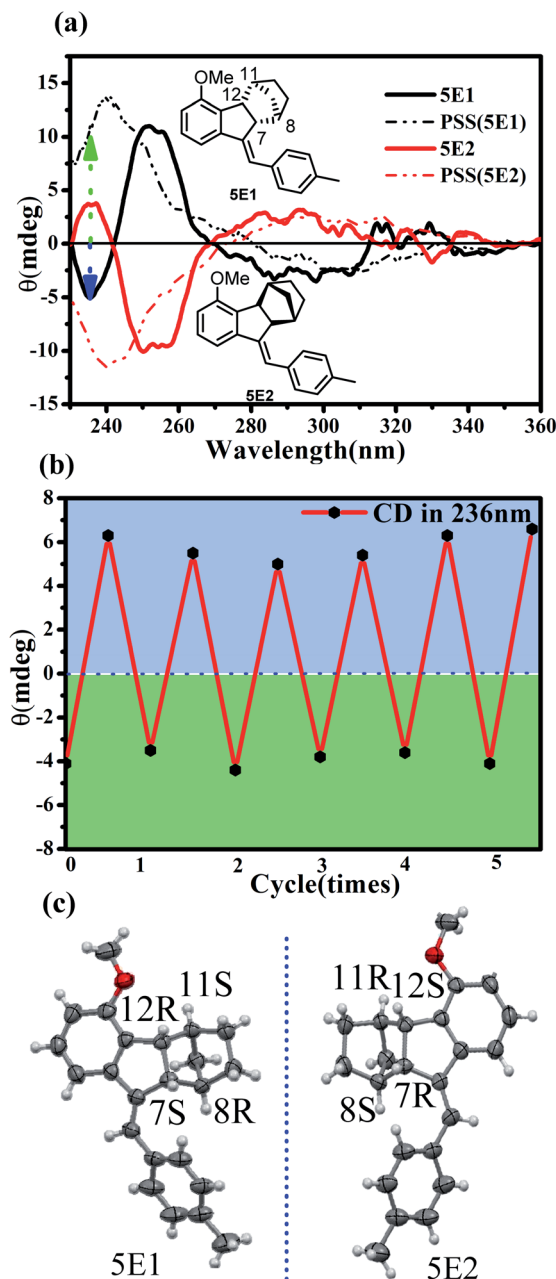 (a)
15
10
5
0
-5
-10
-15
θ(mdeg)
OMe
11
12
8
7
5E1
5E1
PSS(5E1)
5E2
PSS(5E2)
OMe
5E2
240 260 280 300 320 340 360
Wavelength(nm)
(b)
8
6
4
2
0
-2
-4
-6
-8
θ(mdeg)
CD in 236nm
0 1 2 3 4 5
Cycle(times)
(c)
12R 11S
7S 8R
5E1
11R 12S
8S 7R
5E2